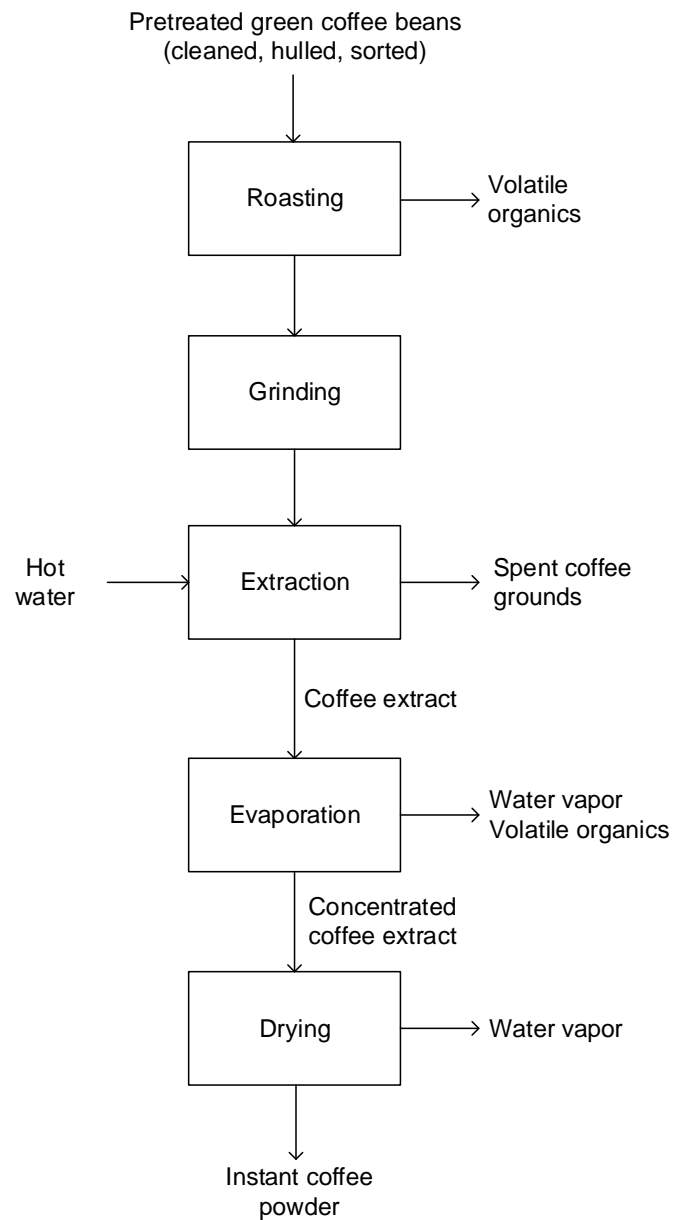 Pretreated green coffee beans
(cleaned, hulled, sorted)
Roasting
Volatile
organics
Grinding
Hot
water
Extraction
Spent coffee
grounds
Coffee extract
Evaporation
Water vapor
Volatile organics
Concentrated
coffee extract
Drying
Water vapor
Instant coffee
powder